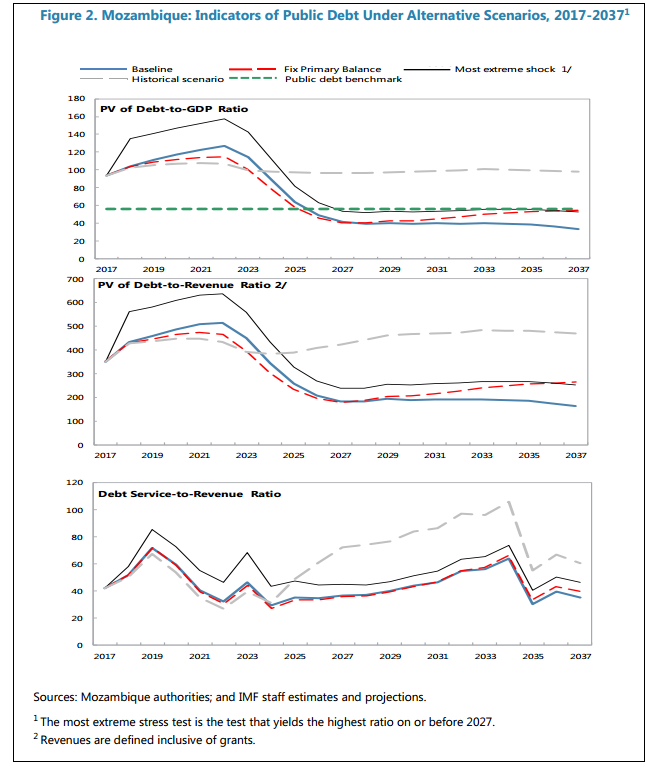 Figure 2. Mozambique: Indicators of Public Debt Under Alternative Scenarios, 2017-2037¹
Baseline Fix Primary Balance Most extreme shock 1/
Historical scenario Public debt benchmark
PV of Debt-to-GDP Ratio
180
160
140
120
100
80
60
40
20
0
2017 2019 2021 2023 2025 2027 2029 2031 2033 2035 2037
PV of Debt-to-Revenue Ratio 2/
700
600
500
400
300
200
100
0
2017 2019 2021 2023 2025 2027 2029 2031 2033 2035 2037
Debt Service-to-Revenue Ratio
120
100
80
60
40
20
0
2017 2019 2021 2023 2025 2027 2029 2031 2033 2035 2037
Sources: Mozambique authorities; and IMF staff estimates and projections.
¹ The most extreme stress test is the test that yields the highest ratio on or before 2027.
² Revenues are defined inclusive of grants.